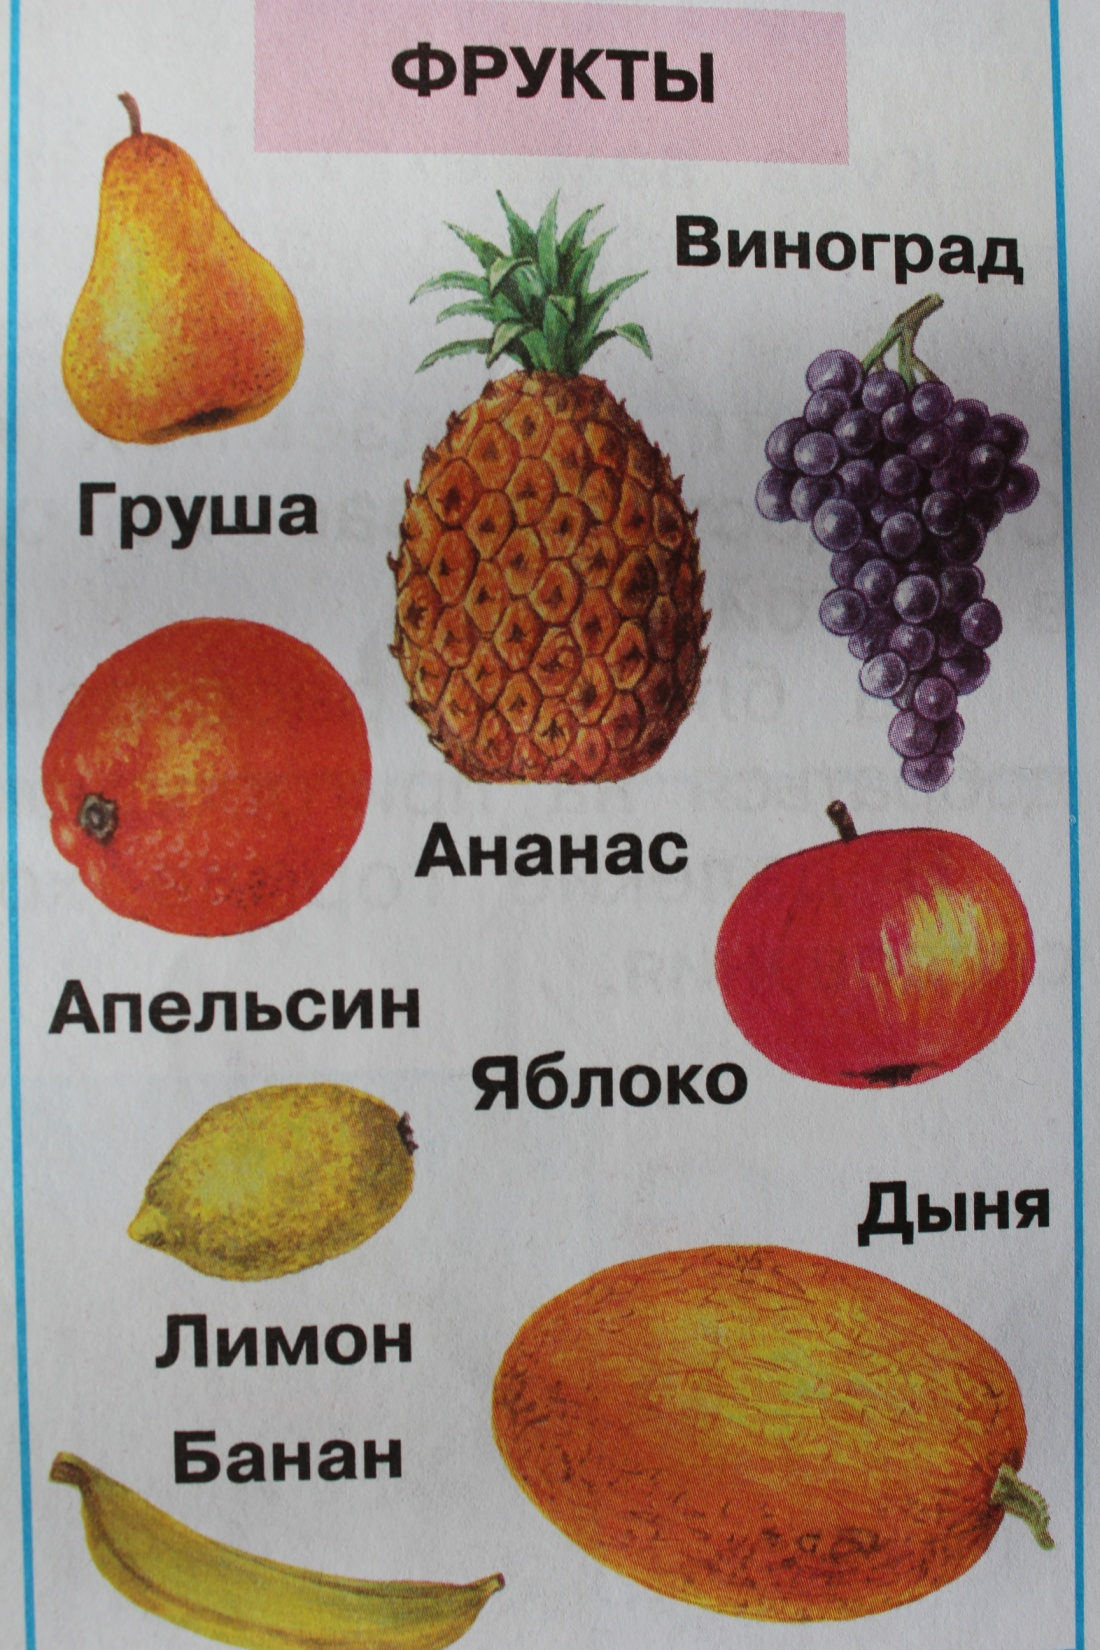 ФРУКТЫ
Виноград
Груша
Ананас
Апельсин
Яблоко
Дыня
Лимон
Банан